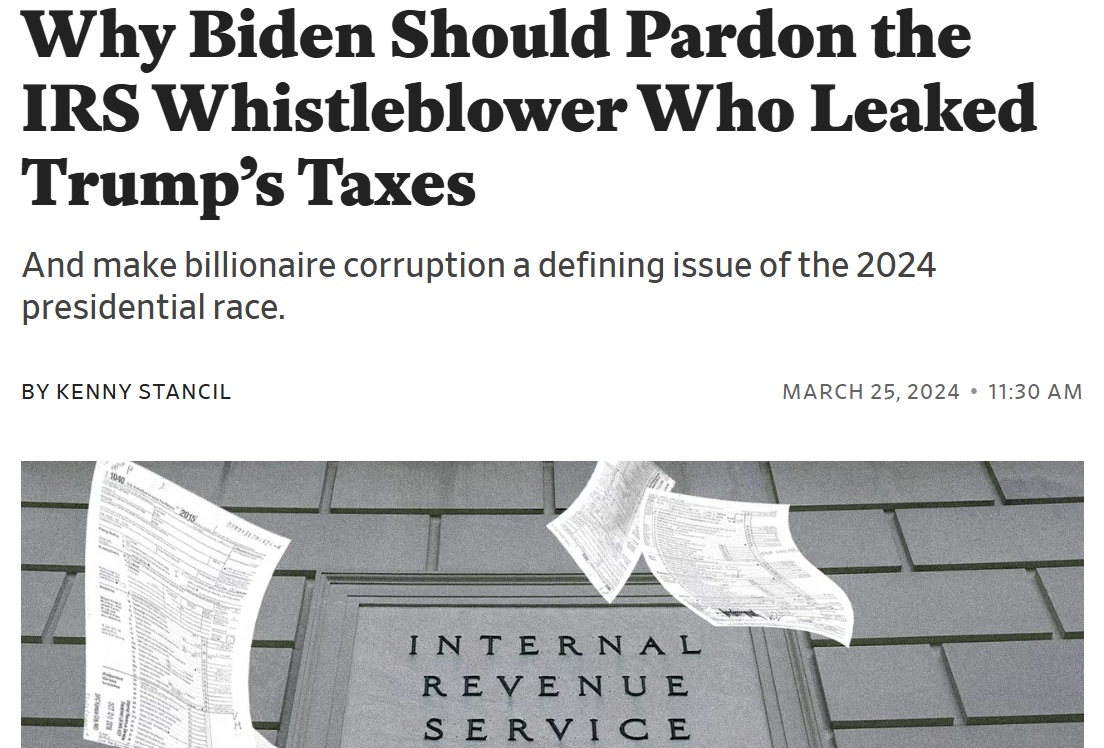 Why Biden Should Pardon the
IRS Whistleblower Who Leaked
Trump’s Taxes
And make billionaire corruption a defining issue of the 2024
presidential race.
BY KENNY STANCIL
MARCH 25, 2024 • 11:30 AM
1040
2015
INTERNAL
REVENUE
SERVICE